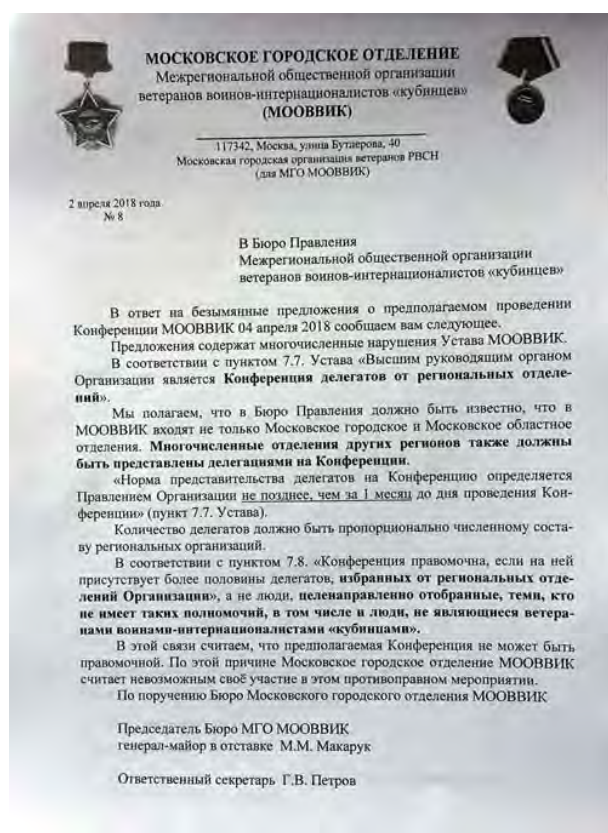 МОСКОВСКОЕ ГОРОДСКОЕ ОТДЕЛЕНИЕ
Межрегиональной общественной организации
ветеранов воинов-интернационалистов «кубинцев»
(МООВВИК)
117342, Москва, улица Бутлерова, 40
Московская городская организация ветеранов РВСН
(для МГО МООВВИК)
2 апреля 2018 года
№ 8
В Бюро Правления
Межрегиональной общественной организации
ветеранов воинов-интернационалистов «кубинцев»
В ответ на безымянные предложения о предполагаемом проведении
Конференции МООВВИК 04 апреля 2018 сообщаем вам следующее.
Предложения содержат многочисленные нарушения Устава МООВВИК.
В соответствии с пунктом 7.7. Устава «Высшим руководящим органом
Организации является Конференция делегатов от региональных отделе-
ний».
Мы полагаем, что в Бюро Правления должно быть известно, что в
МООВВИК входят не только Московское городское и Московское областное
отделения. Многочисленные отделения других регионов также должны
быть представлены делегациями на Конференции.
«Норма представительства делегатов на Конференцию определяется
Правлением Организации не позднее, чем за 1 месяц до дня проведения Кон-
ференции» (пункт 7.7. Устава).
Количество делегатов должно быть пропорционально численному соста-
ву региональных организаций.
В соответствии с пунктом 7.8. «Конференция правомочна, если на ней
присутствует более половины делегатов, избранных от региональных отде-
лений Организации», а не люди, целенаправленно отобранные, теми, кто
не имеет таких полномочий, в том числе и люди, не являющиеся ветера-
нами воинами-интернационалистами «кубинцами».
В этой связи считаем, что предполагаемая Конференция не может быть
правомочной. По этой причине Московское городское отделение МООВВИК
считает невозможным своё участие в этом противоправном мероприятии.
По поручению Бюро Московского городского отделения МООВВИК
Председатель Бюро МГО МООВВИК
генерал-майор в отставке М.М. Макарук
Ответственный секретарь Г.В. Петров